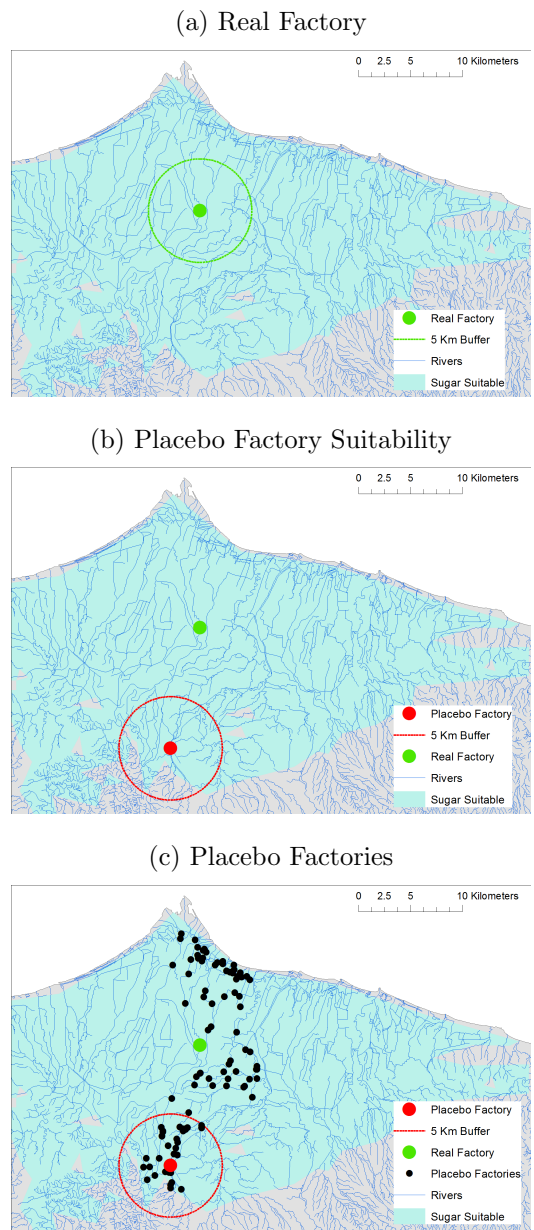 (a) Real Factory
0 2.5 5 10 Kilometers
Real Factory
5 Km Buffer
Rivers
Sugar Suitable
(b) Placebo Factory Suitability
0 2.5 5 10 Kilometers
Placebo Factory
5 Km Buffer
Real Factory
Rivers
Sugar Suitable
(c) Placebo Factories
0 2.5 5 10 Kilometers
Placebo Factory
5 Km Buffer
Real Factory
Placebo Factories
Rivers
Sugar Suitable